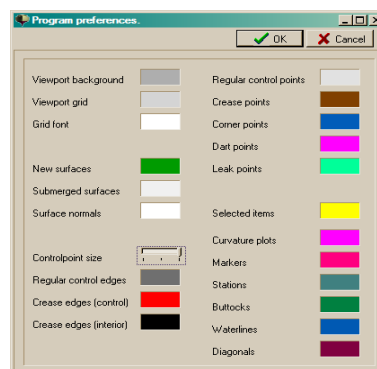 Program preferences.
OK
Cancel
Viewport background
Viewport grid
Grid font
New surfaces
Submerged surfaces
Surface normals
Controlpoint size
Regular control edges
Crease edges (control)
Crease edges (interior)
Regular control points
Crease points
Corner points
Dart points
Leak points
Selected items
Curvature plots
Markers
Stations
Buttocks
Waterlines
Diagonals